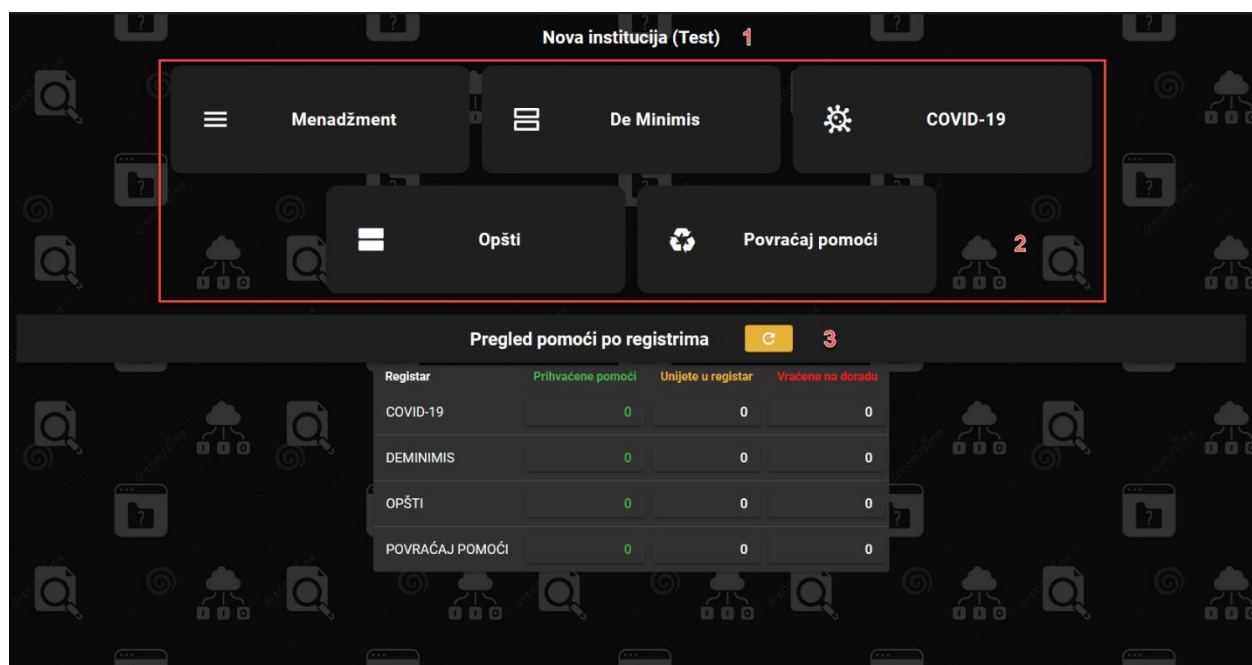 Nova institucija (Test) 1
Menadžment De Minimis COVID-19
Opšti Povraćaj pomoći 2
Pregled pomoći po registrima 3
Registar Prihvaćene pomoći Unijete u registar Vraćene na doradu
COVID-19 0 0 0
DEMINIMIS 0 0 0
OPŠTI 0 0 0
POVRAĆAJ POMOĆI 0 0 0